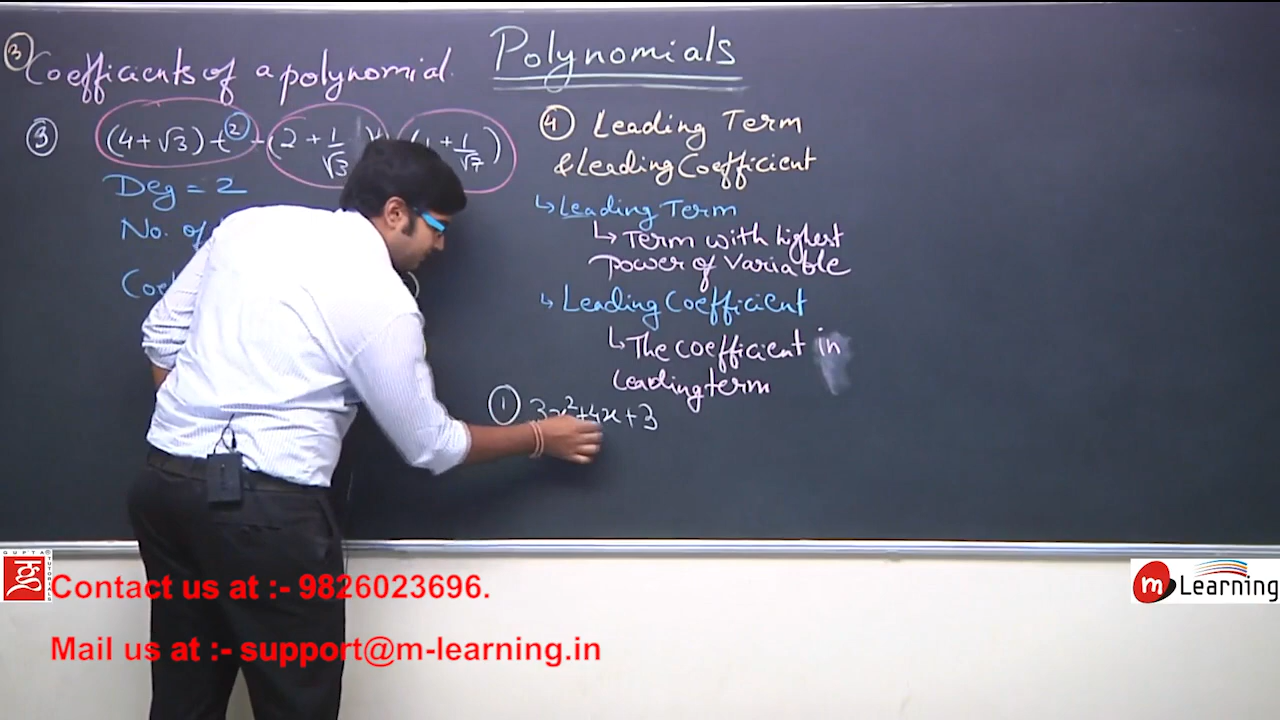 Polynomials
③ Coefficients of a polynomial.
③ (4+√3)t² - (2+1/√3) + 1/√7)
Deg = 2
No. of
④ Leading Term
& Leading Coefficient
↳ Leading Term
↳ Term with highest
power of variable
↳ Leading coefficient
↳ The coefficient in
leading term
① 3x²+4x+3
GUPTA TUTORIALS
Contact us at :- 9826023696.
Mail us at :- support@m-learning.in
m Learning